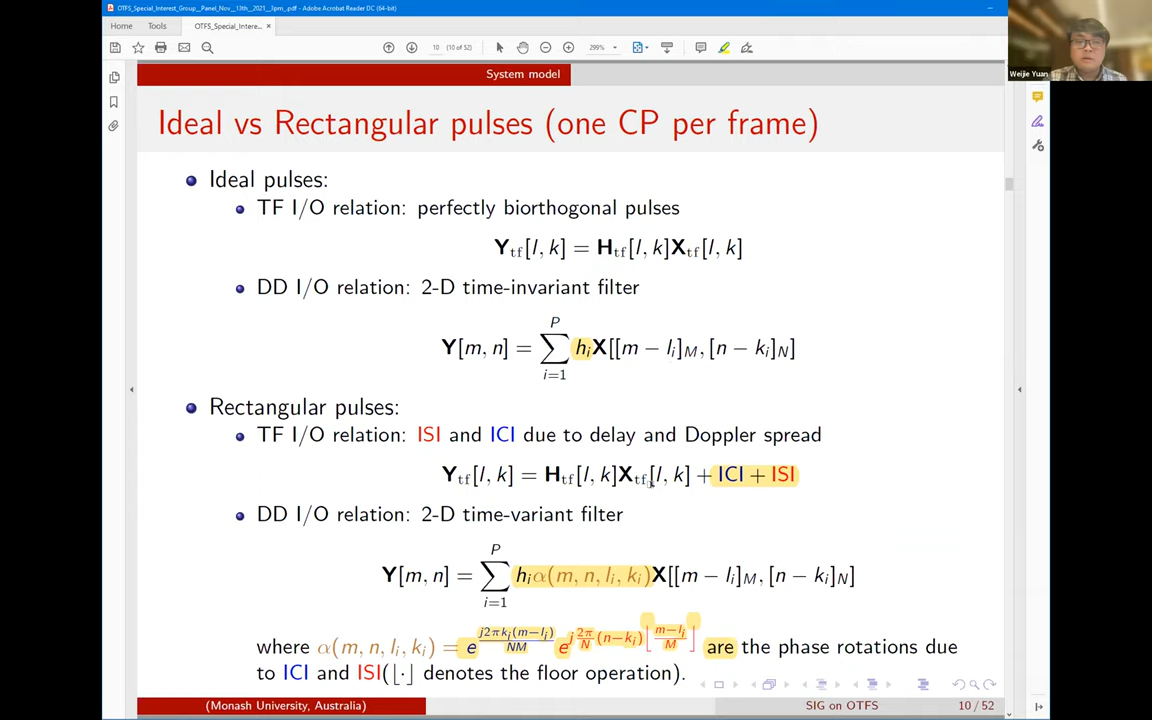 OTFS_Special_Interest_Group__Panel_Nov__13th__2021_3pm_.pdf - Adobe Acrobat Reader DC (64-bit)
Home Tools OTFS_Special_Intere... ×
10 (10 of 52) 299%
Weijie Yuan
System model
Ideal vs Rectangular pulses (one CP per frame)
Ideal pulses:
TF I/O relation: perfectly biorthogonal pulses
Y_tf[l, k] = H_tf[l, k]X_tf[l, k]
DD I/O relation: 2-D time-invariant filter
Y[m, n] = ∑_{i=1}^{P} h_i X[[m − l_i]_M, [n − k_i]_N]
Rectangular pulses:
TF I/O relation: ISI and ICI due to delay and Doppler spread
Y_tf[l, k] = H_tf[l, k]X_tf[l, k] + ICI + ISI
DD I/O relation: 2-D time-variant filter
Y[m, n] = ∑_{i=1}^{P} h_i α(m, n, l_i, k_i)X[[m − l_i]_M, [n − k_i]_N]
where α(m, n, l_i, k_i) = e^{j2πk_i(m−l_i)/NM} e^{j 2π/N (n−k_i)⌊(m−l_i)/M⌋} are the phase rotations due
to ICI and ISI(⌊·⌋ denotes the floor operation).
(Monash University, Australia) SIG on OTFS 10 / 52